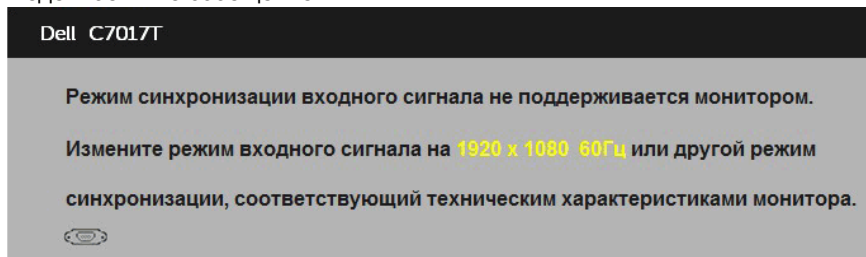 Dell C7017T
Режим синхронизации входного сигнала не поддерживается монитором.
Измените режим входного сигнала на 1920 x 1080 60Гц или другой режим
синхронизации, соответствующий техническим характеристиками монитора.